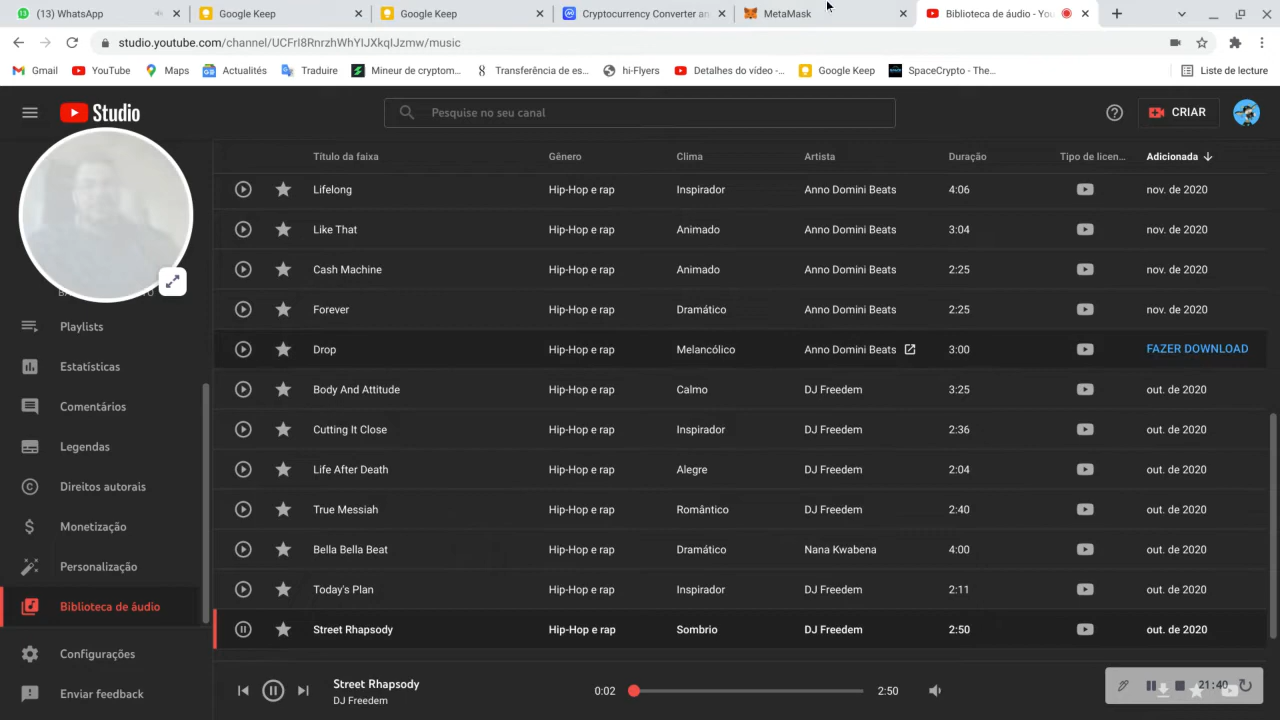 (13) WhatsApp
Google Keep
Google Keep
Cryptocurrency Converter an
MetaMask
Biblioteca de áudio - You
studio.youtube.com/channel/UCFrI8RnrzhWhYIJXkqIJzmw/music
Gmail
YouTube
Maps
Actualités
Traduire
Mineur de cryptom...
Transférência de es...
hi-Flyers
Detalhes do vídeo -...
Google Keep
SpaceCrypto - The...
Liste de lecture
Studio
Pesquise no seu canal
CRIAR
Título da faixa Gênero Clima Artista Duração Tipo de licen... Adicionada
Lifelong Hip-Hop e rap Inspirador Anno Domini Beats 4:06 nov. de 2020
Like That Hip-Hop e rap Animado Anno Domini Beats 3:04 nov. de 2020
Cash Machine Hip-Hop e rap Animado Anno Domini Beats 2:25 nov. de 2020
Forever Hip-Hop e rap Dramático Anno Domini Beats 2:25 nov. de 2020
Drop Hip-Hop e rap Melancólico Anno Domini Beats 3:00 FAZER DOWNLOAD
Body And Attitude Hip-Hop e rap Calmo DJ Freedem 3:25 out. de 2020
Cutting It Close Hip-Hop e rap Inspirador DJ Freedem 2:36 out. de 2020
Life After Death Hip-Hop e rap Alegre DJ Freedem 2:04 out. de 2020
True Messiah Hip-Hop e rap Romântico DJ Freedem 2:40 out. de 2020
Bella Bella Beat Hip-Hop e rap Dramático Nana Kwabena 4:00 out. de 2020
Today's Plan Hip-Hop e rap Inspirador DJ Freedem 2:11 out. de 2020
Street Rhapsody Hip-Hop e rap Sombrio DJ Freedem 2:50 out. de 2020
Playlists
Estatísticas
Comentários
Legendas
Direitos autorais
Monetização
Personalização
Biblioteca de áudio
Configurações
Enviar feedback
Street Rhapsody
DJ Freedem
0:02
2:50
21:40